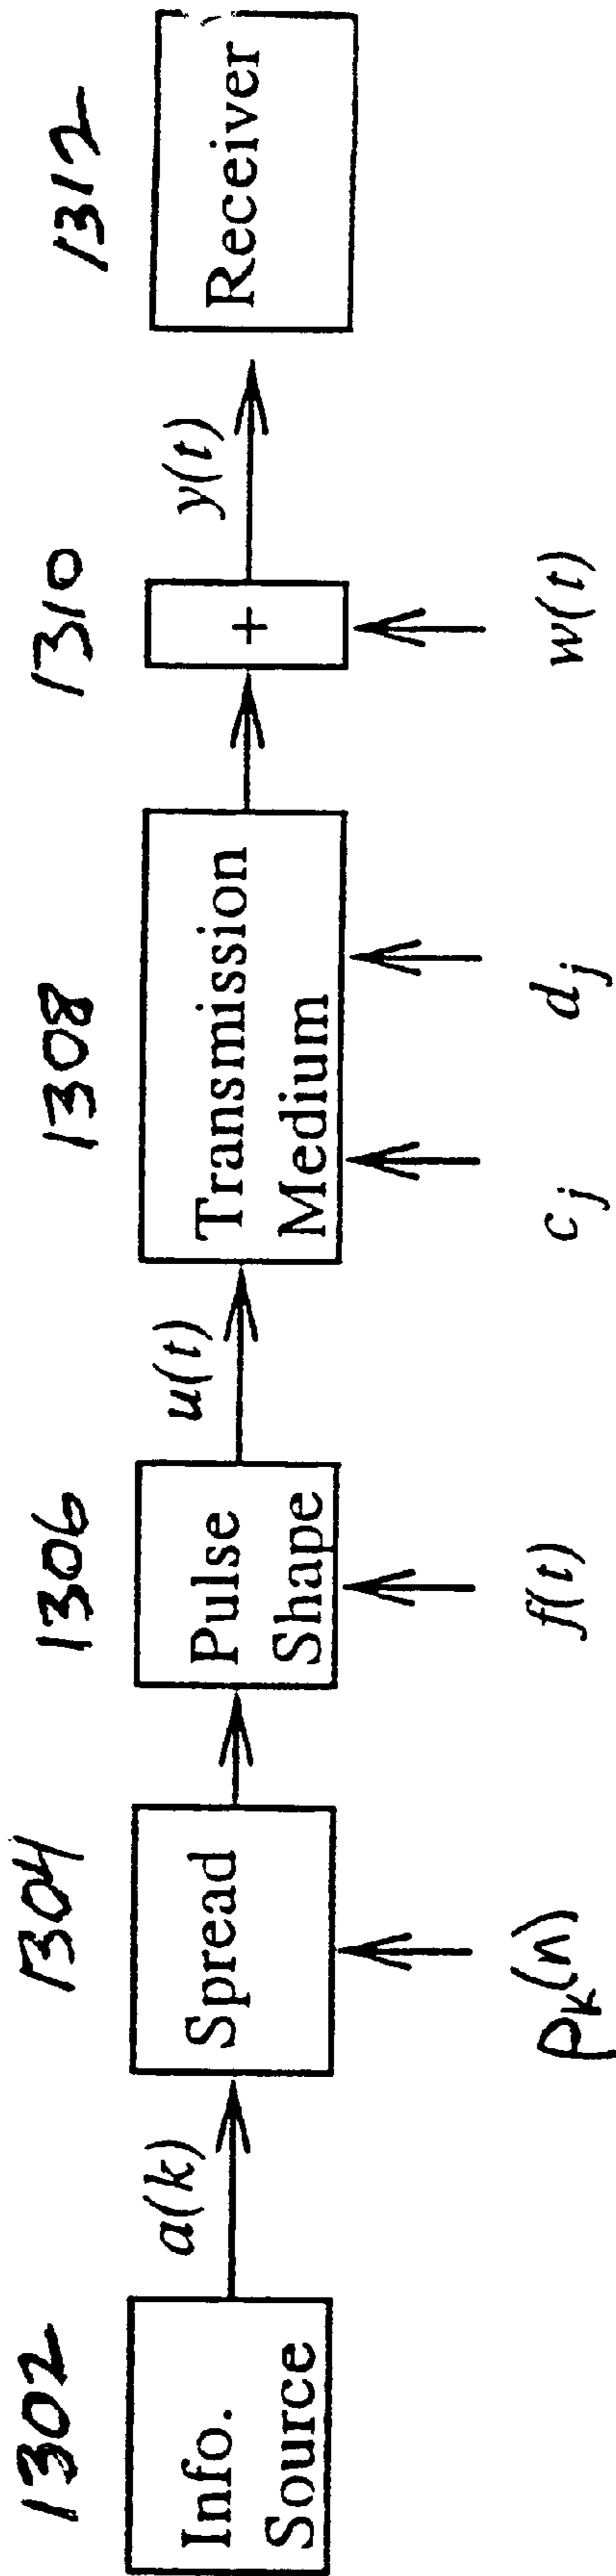 1302
1304
1306
1308
1310
1312
Info.
Source
a(k)
Spread
Pulse
Shape
u(t)
Transmission
Medium
+
y(t)
Receiver
pₖ(n)
f(t)
cⱼ
dⱼ
w(t)